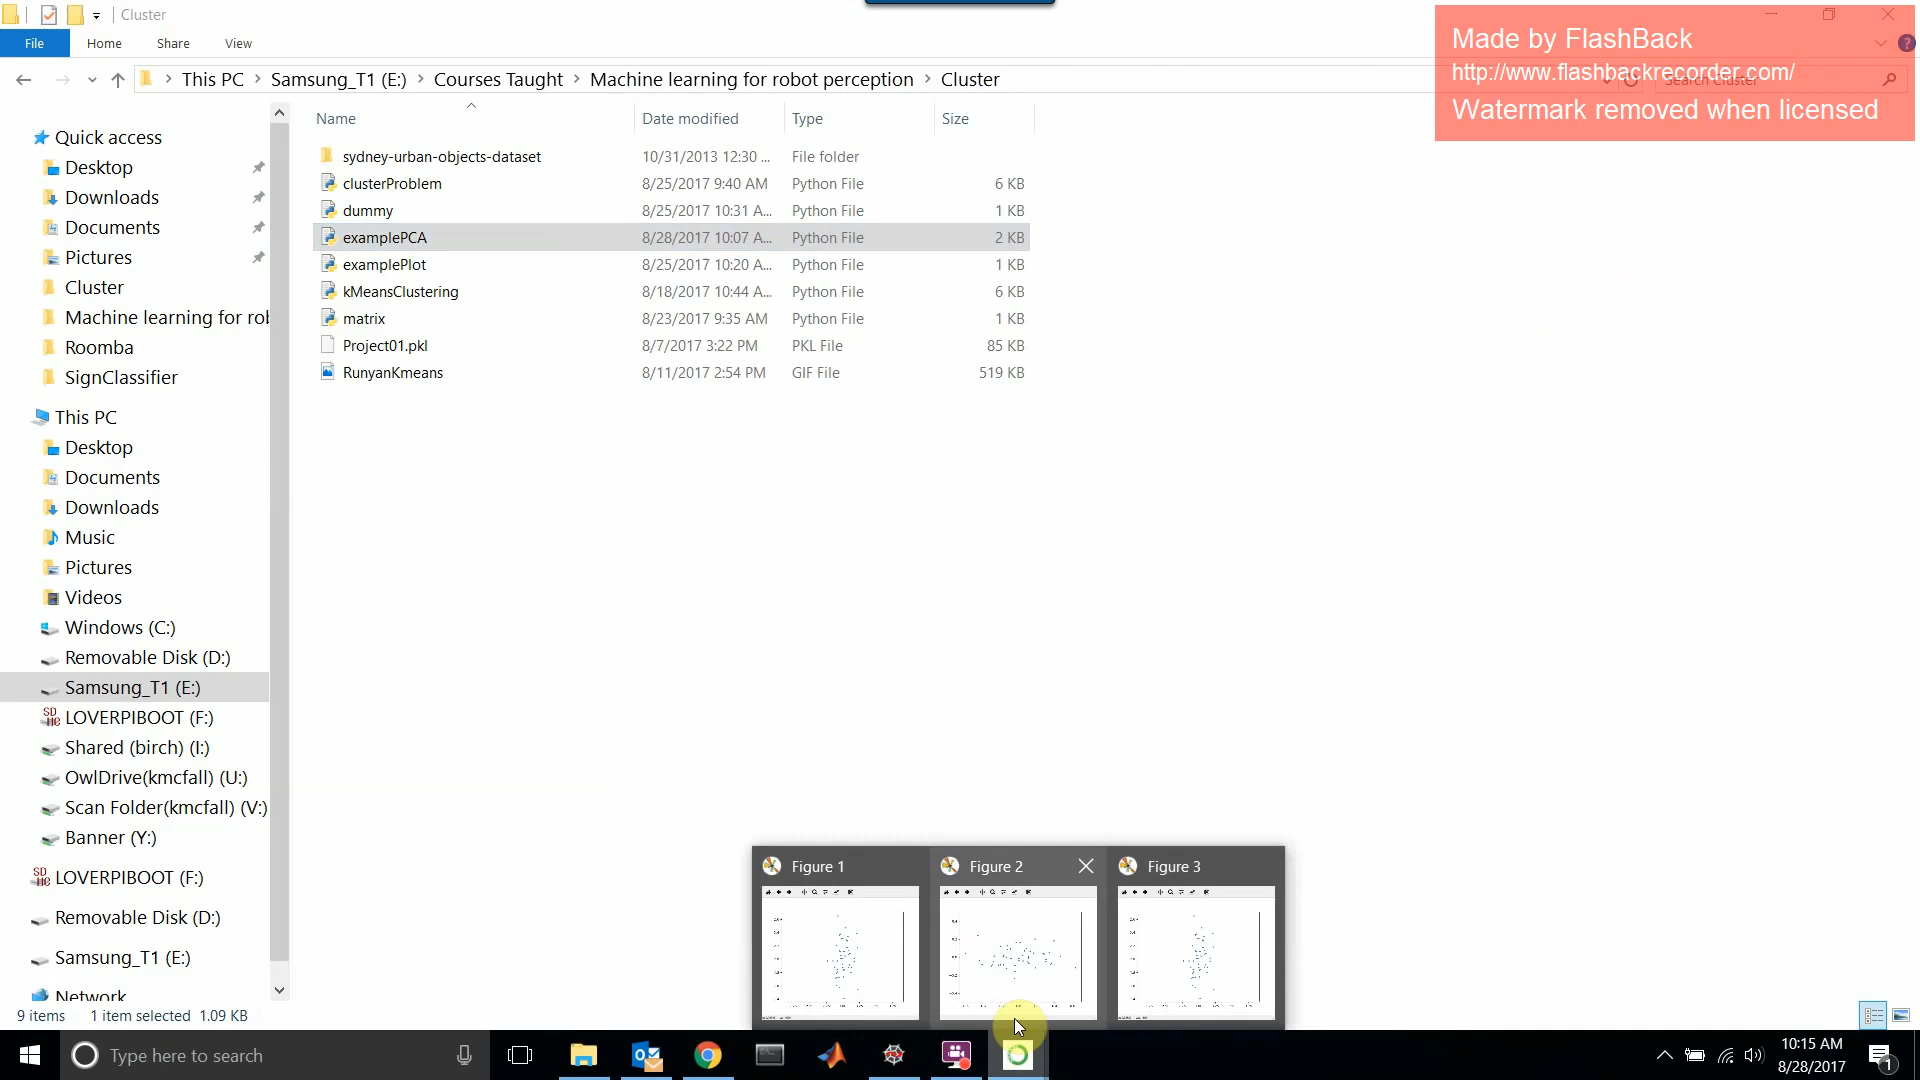 Cluster
File Home Share View
This PC Samsung_T1 (E:) Courses Taught Machine learning for robot perception Cluster
Search Cluster
Made by FlashBack
http://www.flashbackrecorder.com/
Watermark removed when licensed
Name Date modified Type Size
sydney-urban-objects-dataset 10/31/2013 12:30 ... File folder
clusterProblem 8/25/2017 9:40 AM Python File 6 KB
dummy 8/25/2017 10:31 A... Python File 1 KB
examplePCA 8/28/2017 10:07 A... Python File 2 KB
examplePlot 8/25/2017 10:20 A... Python File 1 KB
kMeansClustering 8/18/2017 10:44 A... Python File 6 KB
matrix 8/23/2017 9:35 AM Python File 1 KB
Project01.pkl 8/7/2017 3:22 PM PKL File 85 KB
RunyanKmeans 8/11/2017 2:54 PM GIF File 519 KB
Quick access
Desktop
Downloads
Documents
Pictures
Cluster
Machine learning for rob
Roomba
SignClassifier
This PC
Desktop
Documents
Downloads
Music
Pictures
Videos
Windows (C:)
Removable Disk (D:)
Samsung_T1 (E:)
LOVERPIBOOT (F:)
Shared (birch) (I:)
OwlDrive(kmcfall) (U:)
Scan Folder(kmcfall) (V:)
Banner (Y:)
LOVERPIBOOT (F:)
Removable Disk (D:)
Samsung_T1 (E:)
Network
9 items 1 item selected 1.09 KB
Figure 1 Figure 2 Figure 3
Type here to search
10:15 AM
8/28/2017
1